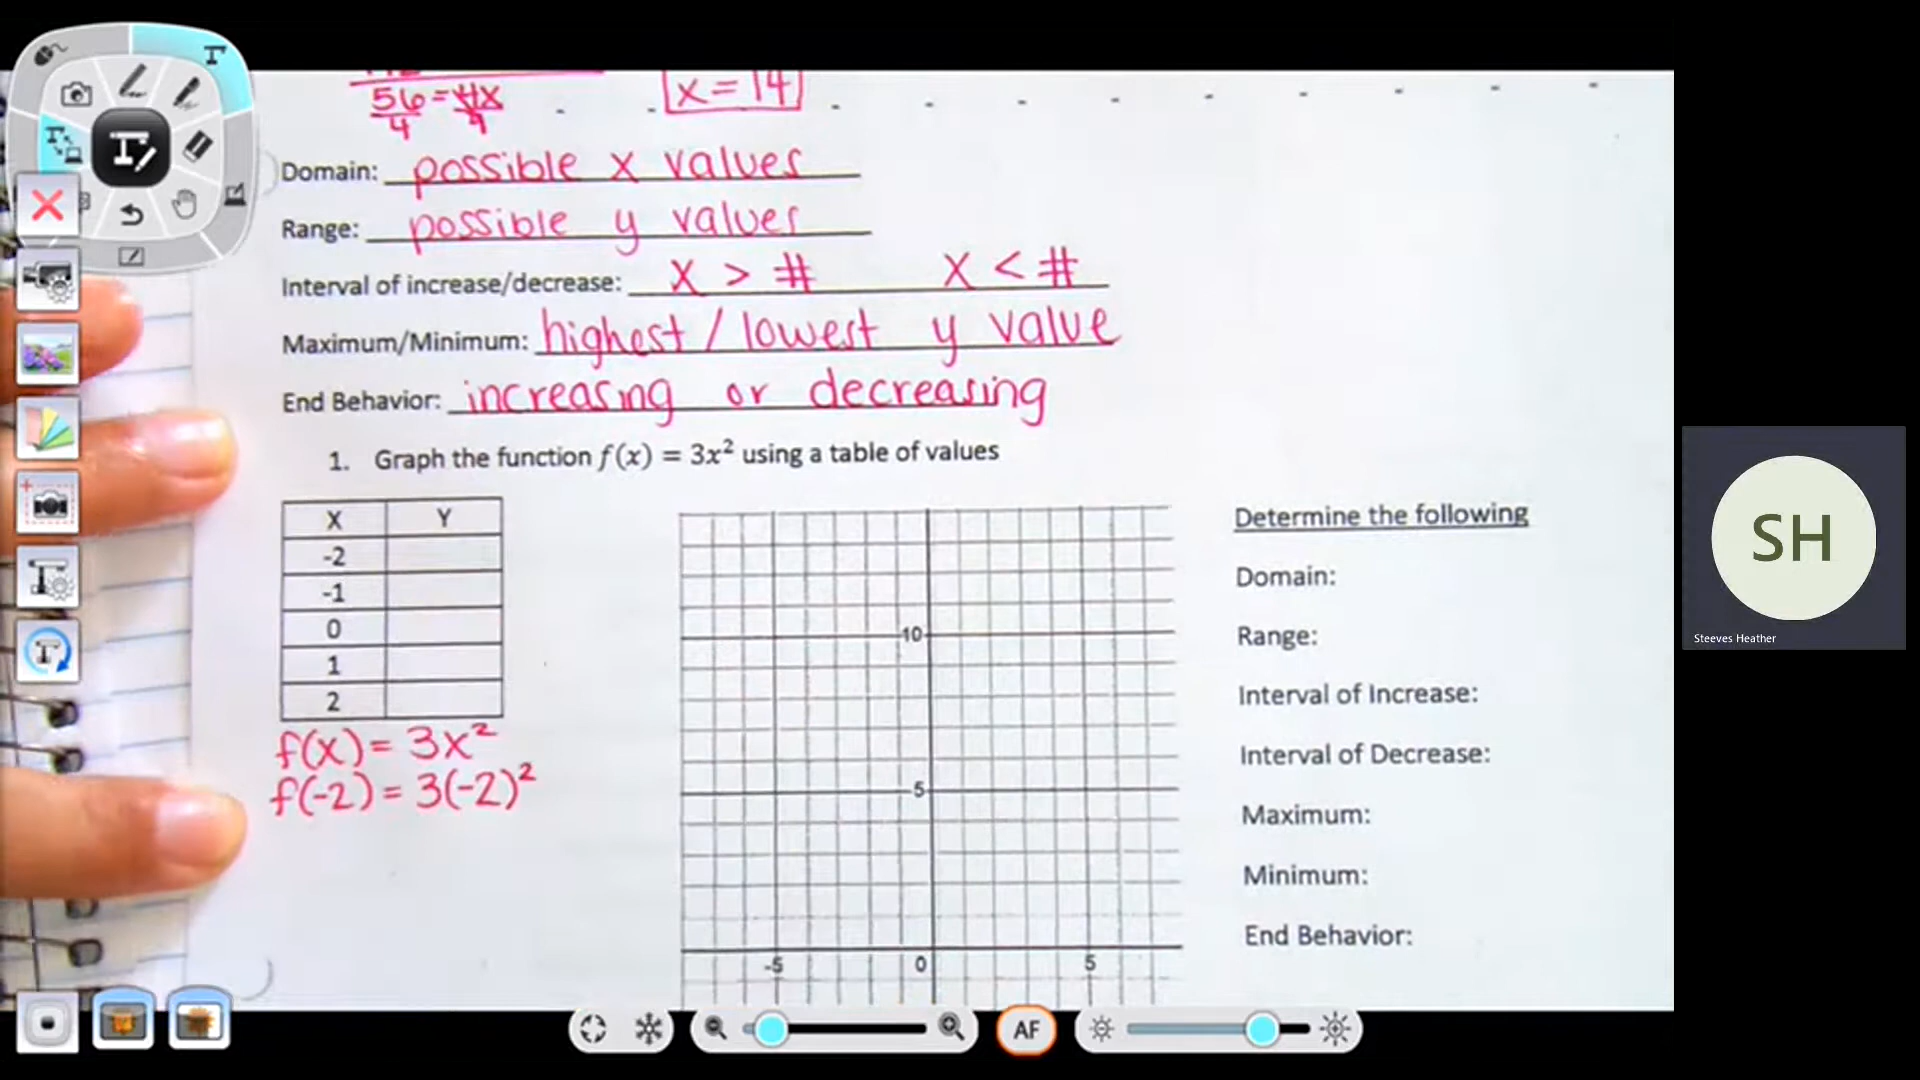 56 = 4x
4 4
x = 14
Domain: possible x values
Range: possible y values
Interval of increase/decrease: x > # x < #
Maximum/Minimum: highest / lowest y value
End Behavior: increasing or decreasing
1. Graph the function f(x) = 3x² using a table of values
X Y
-2
-1
0
1
2
f(x) = 3x²
f(-2) = 3(-2)²
10
5
-5 0 5
Determine the following
Domain:
Range:
Interval of Increase:
Interval of Decrease:
Maximum:
Minimum:
End Behavior:
SH
Steeves Heather
AF